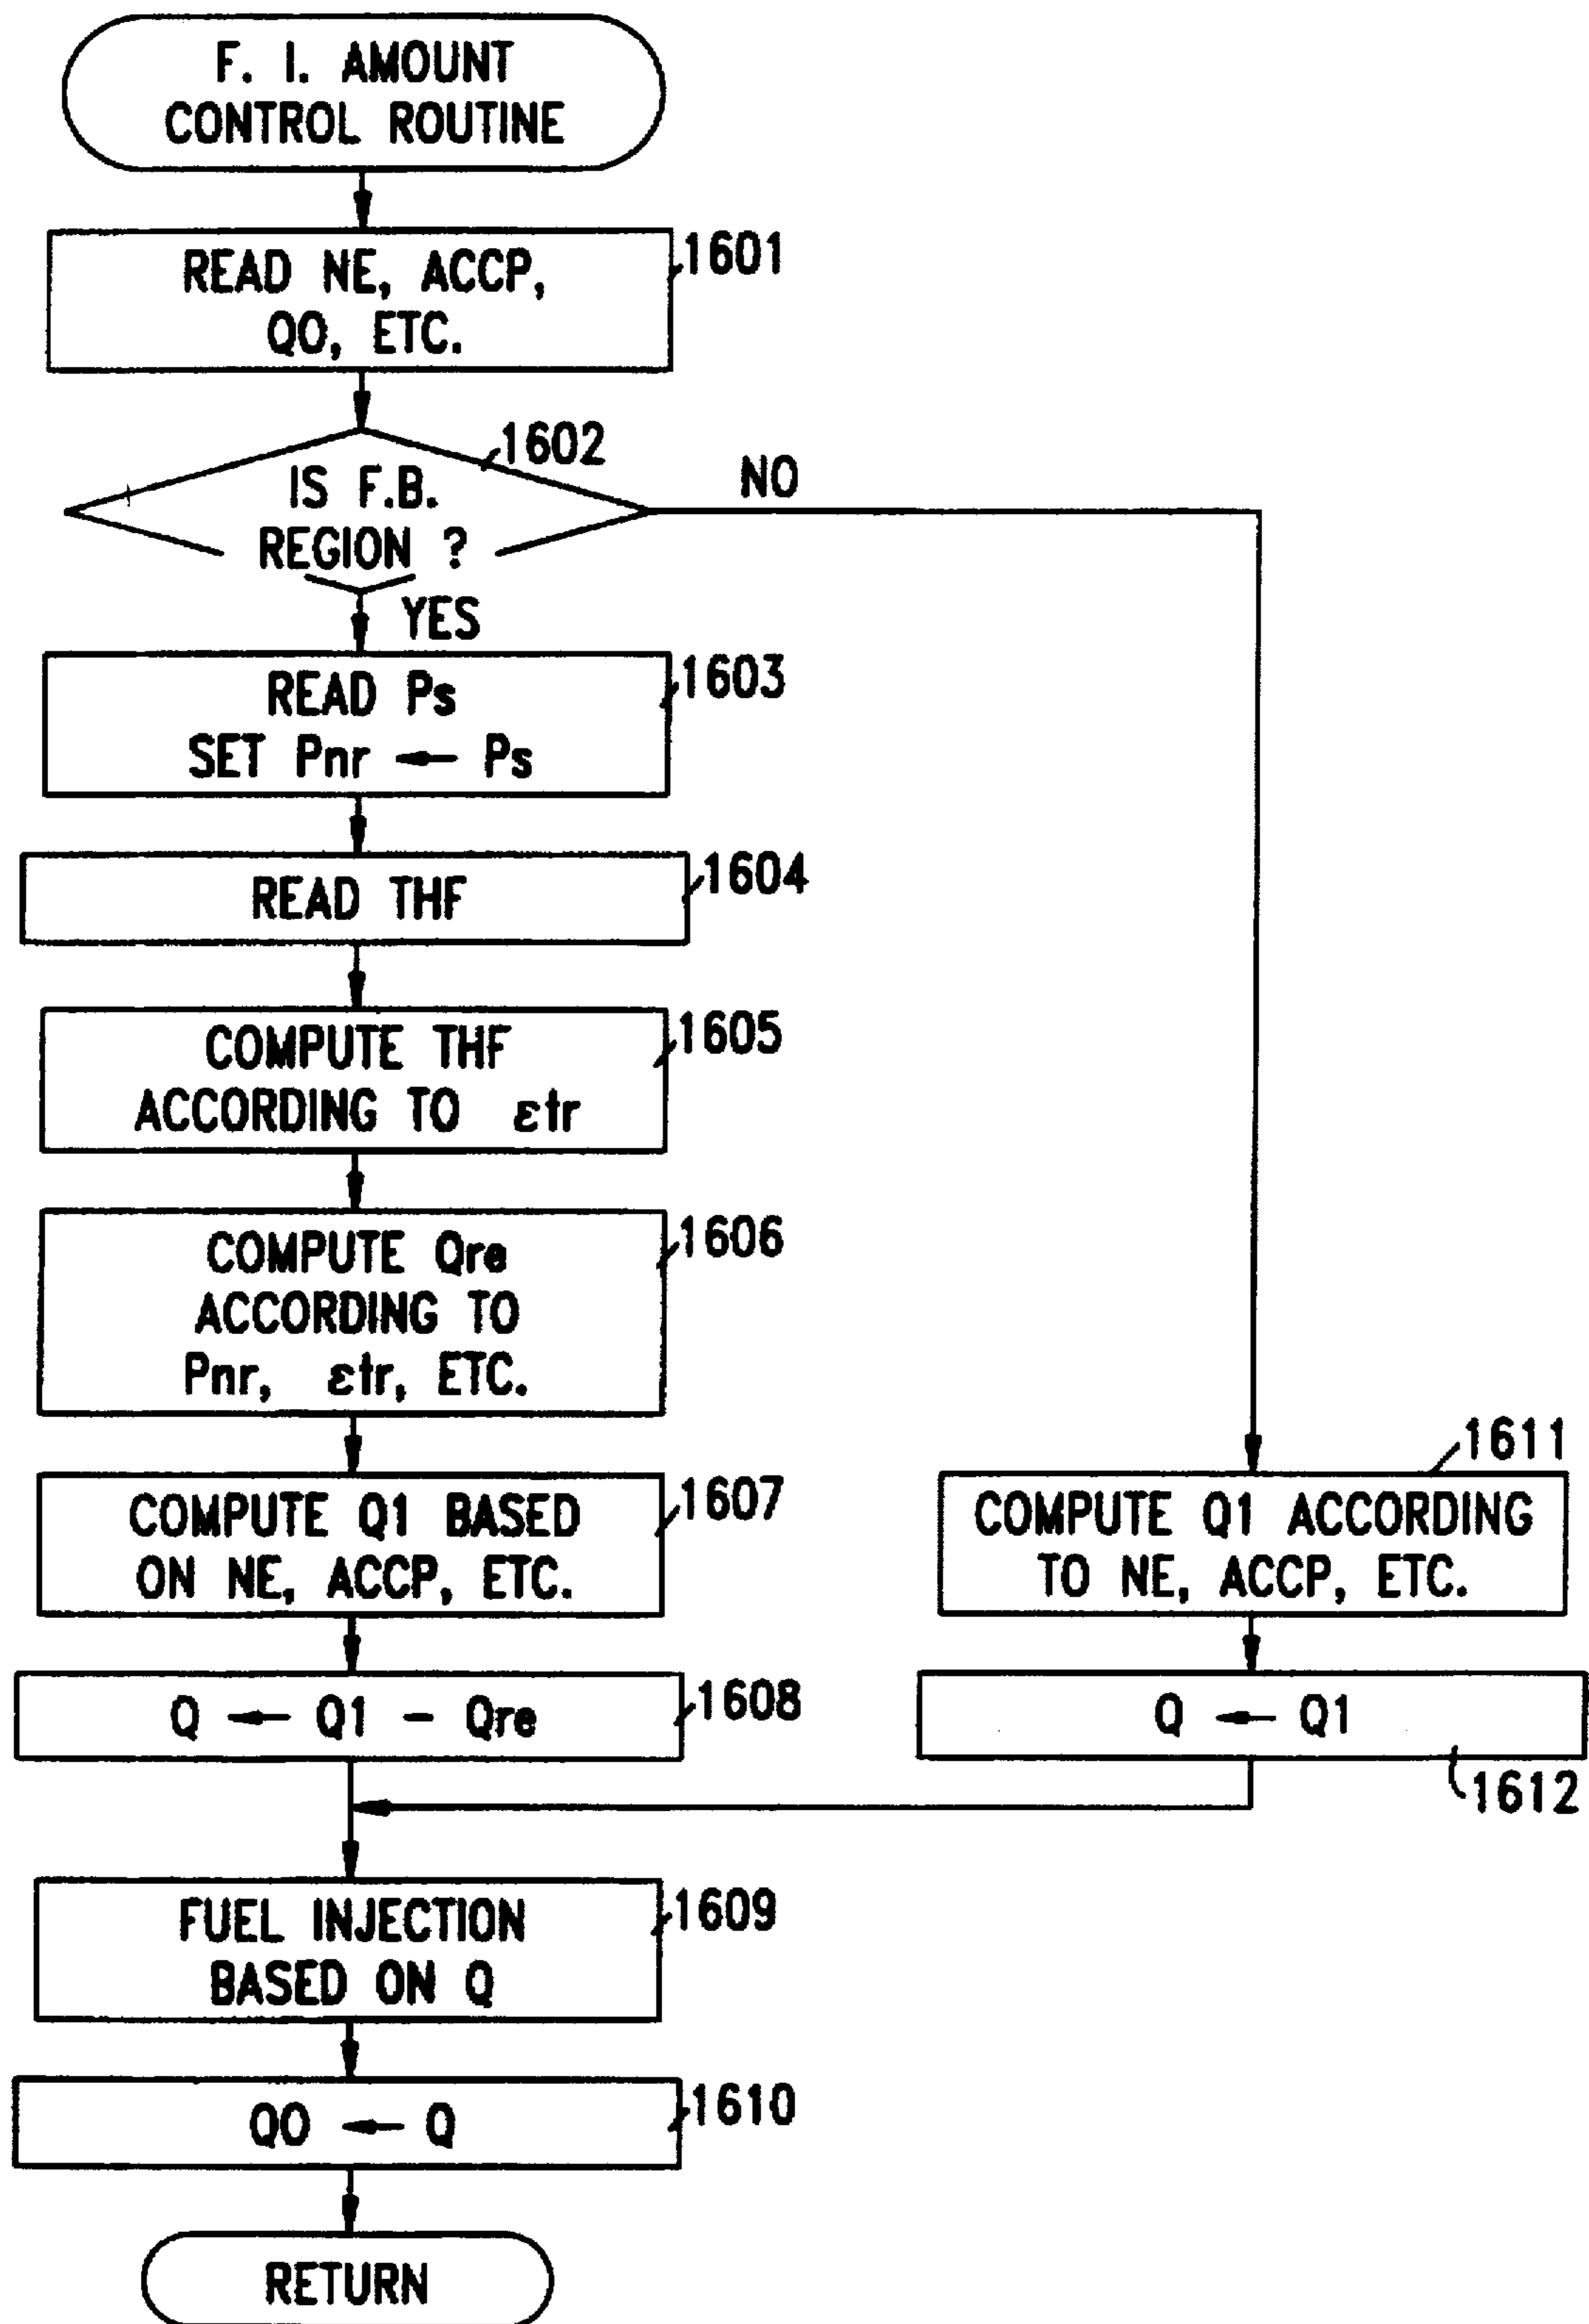 F. I. AMOUNT
CONTROL ROUTINE
READ NE, ACCP,
QO, ETC.
1601
1602
IS F.B.
REGION ?
NO
YES
READ Ps
SET Pnr ← Ps
1603
READ THF
1604
COMPUTE THF
ACCORDING TO εtr
1605
COMPUTE Qre
ACCORDING TO
Pnr, εtr, ETC.
1606
COMPUTE Q1 BASED
ON NE, ACCP, ETC.
1607
1611
COMPUTE Q1 ACCORDING
TO NE, ACCP, ETC.
Q ← Q1 – Qre
1608
Q ← Q1
1612
FUEL INJECTION
BASED ON Q
1609
QO ← Q
1610
RETURN